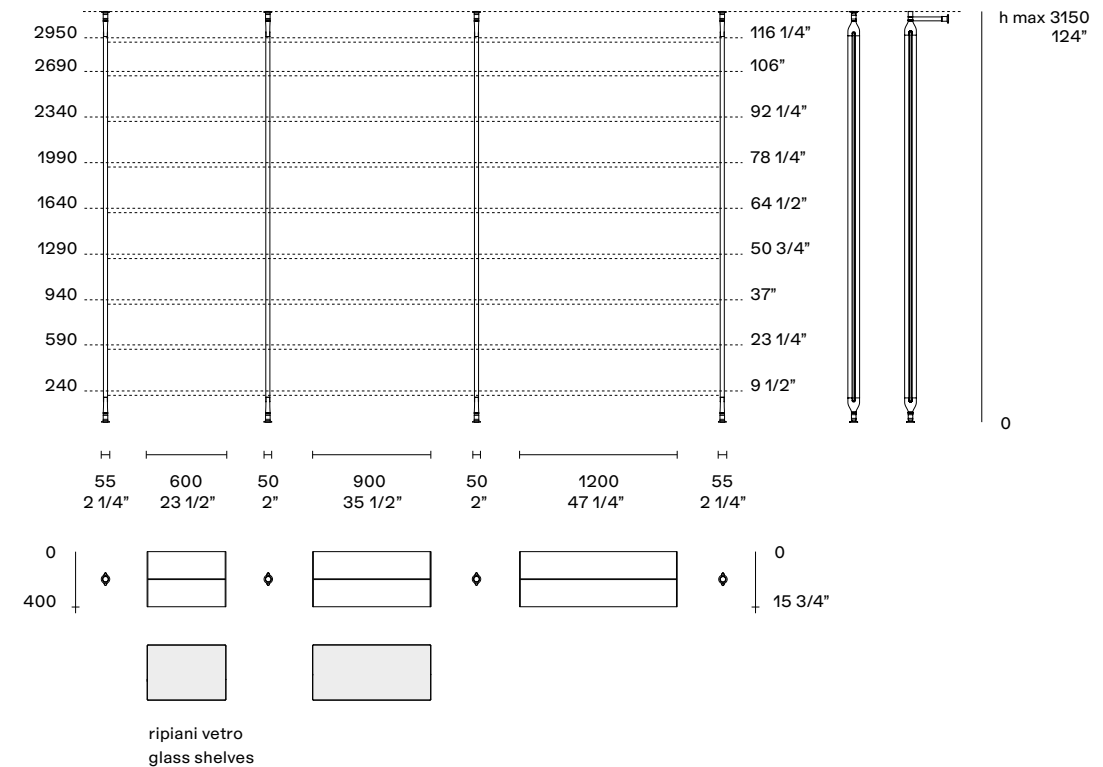 h max 3150
124”
2950 116 1/4”
2690 106”
2340 92 1/4”
1990 78 1/4”
1640 64 1/2”
1290 50 3/4”
940 37”
590 23 1/4”
240 9 1/2”
0
55 600 50 900 50 1200 55
2 1/4” 23 1/2” 2” 35 1/2” 2” 47 1/4” 2 1/4”
0 0
400 15 3/4”
ripiani vetro
glass shelves